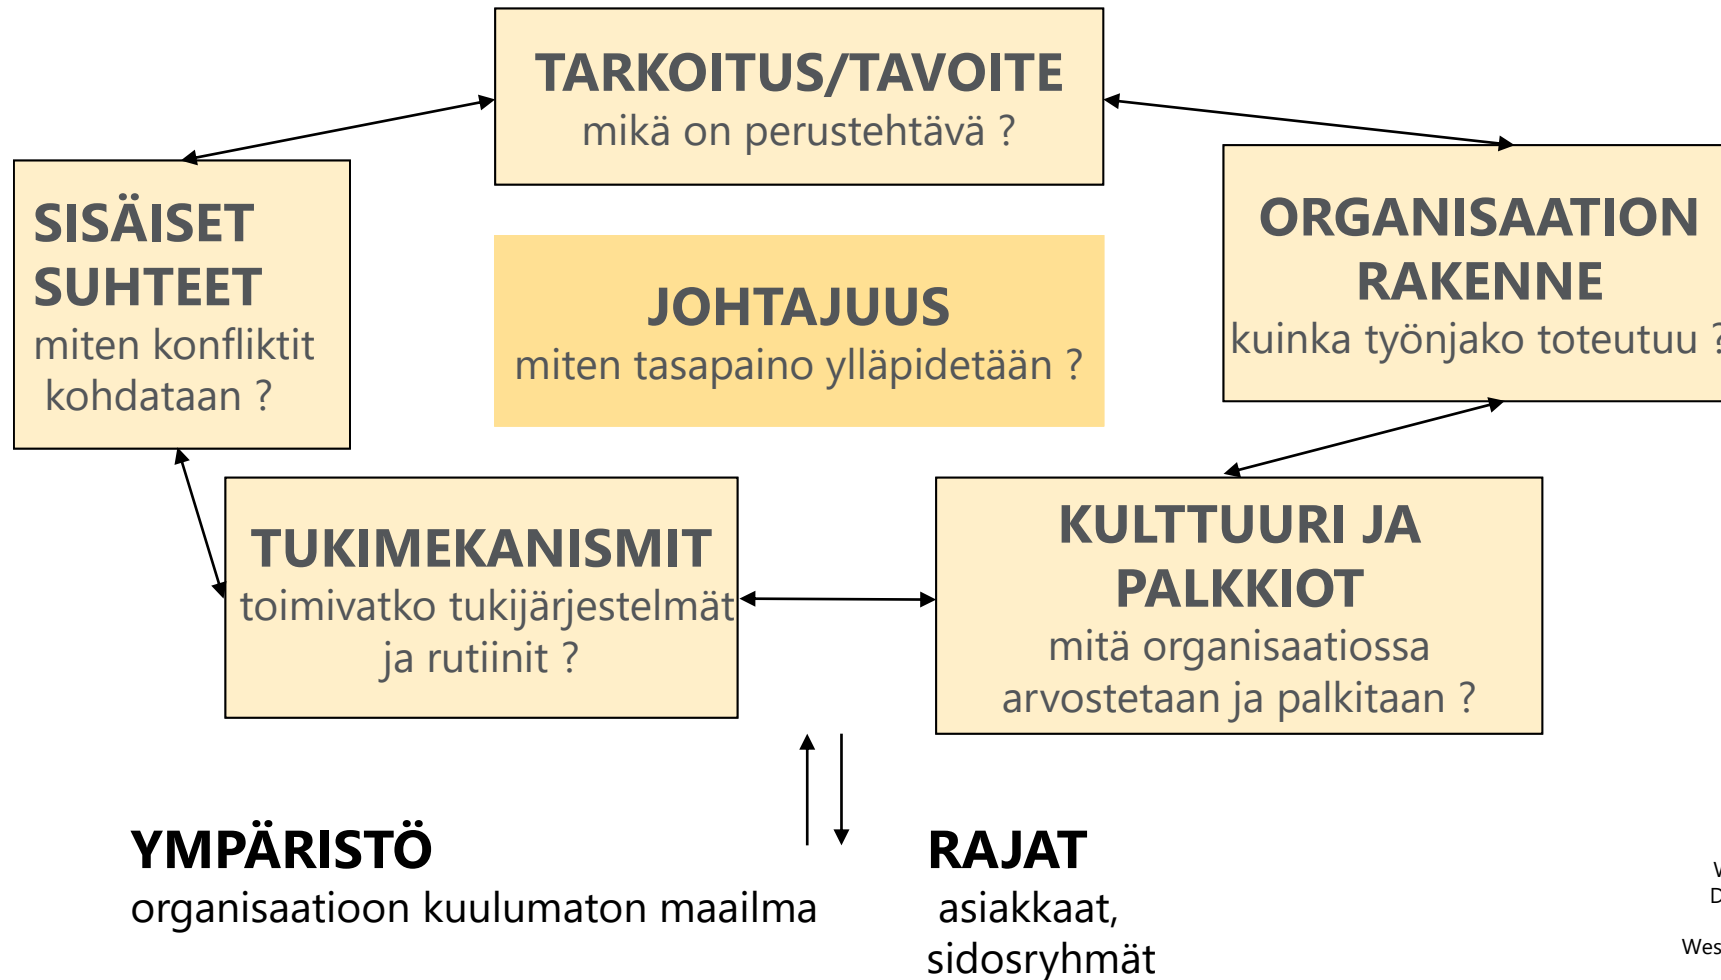 TARKOITUS/TAVOITE
mikä on perustehtävä ?
SISÄISET
SUHTEET
miten konfliktit
kohdataan ?
JOHTAJUUS
miten tasapaino ylläpidetään ?
ORGANISAATION
RAKENNE
kuinka työnjako toteutuu ?
TUKIMEKANISMIT
toimivatko tukijärjestelmät
ja rutiinit ?
KULTTUURI JA
PALKKIOT
mitä organisaatiossa
arvostetaan ja palkitaan ?
YMPÄRISTÖ
organisaatioon kuulumaton maailma
RAJAT
asiakkaat,
sidosryhmät